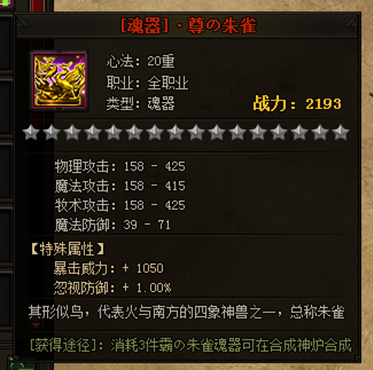 [魂器]·尊の朱雀
心法: 20重
职业: 全职业
类型: 魂器
战力: 2193
物理攻击: 158 - 425
魔法攻击: 158 - 415
牧术攻击: 158 - 425
魔法防御: 39 - 71
【特殊属性】
暴击威力: + 1050
忽视防御: + 1.00%
其形似鸟，代表火与南方的四象神兽之一，总称朱雀
[获得途径]: 消耗3件霸の朱雀魂器可在合成神炉合成